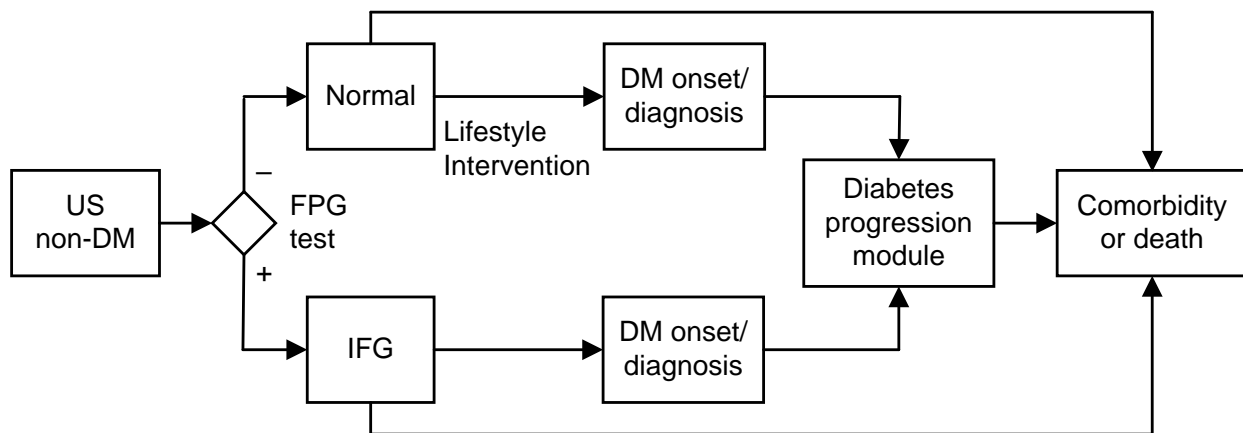 US
non-DM
–
+
FPG
test
Normal
IFG
Lifestyle
Intervention
DM onset/
diagnosis
DM onset/
diagnosis
Diabetes
progression
module
Comorbidity
or death